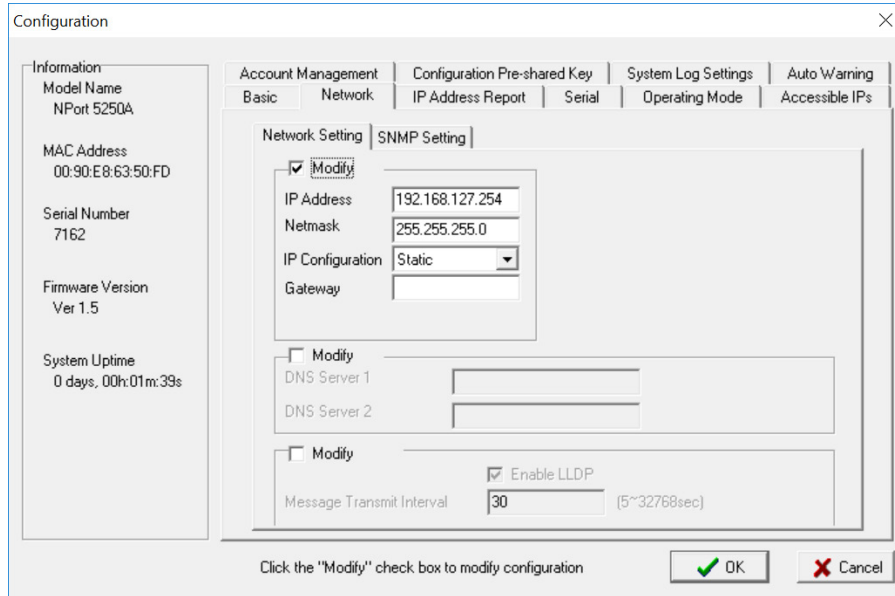 Configuration
Information
Model Name
NPort 5250A
MAC Address
00:90:E8:63:50:FD
Serial Number
7162
Firmware Version
Ver 1.5
System Uptime
0 days, 00h:01m:39s
Account Management Configuration Pre-shared Key System Log Settings Auto Warning
Basic Network IP Address Report Serial Operating Mode Accessible IPs
Network Setting SNMP Setting
Modify
IP Address 192.168.127.254
Netmask 255.255.255.0
IP Configuration Static
Gateway
Modify
DNS Server 1
DNS Server 2
Modify
Enable LLDP
Message Transmit Interval 30 (5~32768sec)
Click the "Modify" check box to modify configuration
OK Cancel